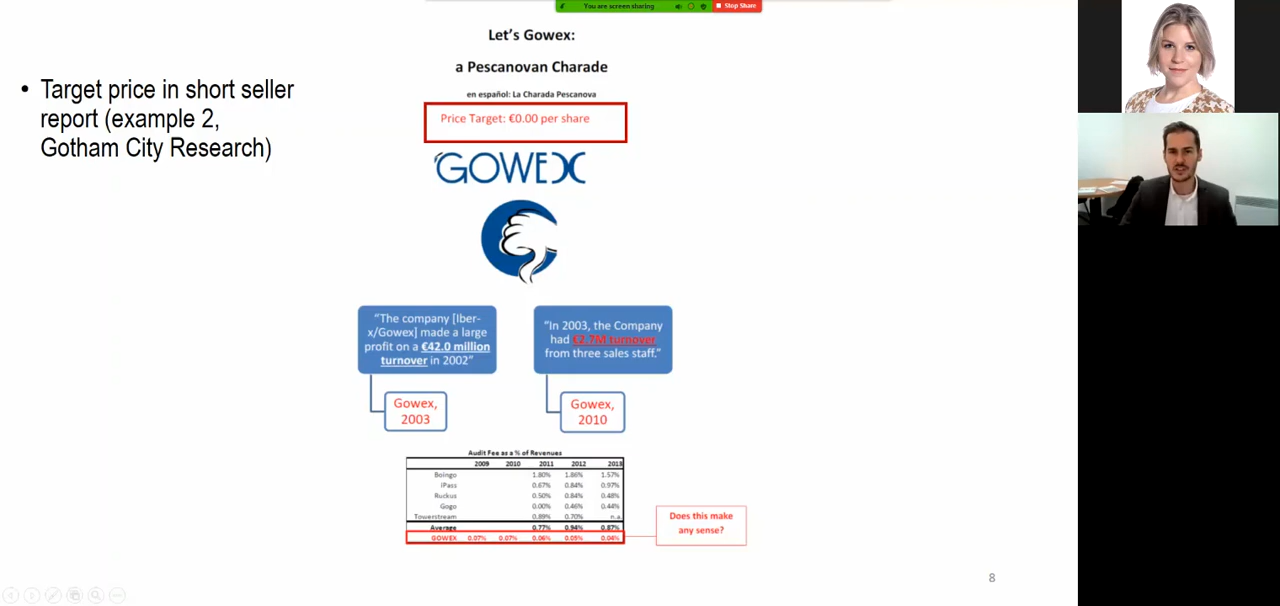 You are screen sharing
Stop Share
• Target price in short seller
report (example 2,
Gotham City Research)
Let's Gowex:
a Pescanovan Charade
en español: La Charada Pescanova
Price Target: €0.00 per share
GOWEX
"The company [Iber-
x/Gowex] made a large
profit on a €42.0 million
turnover in 2002"
Gowex,
2003
"In 2003, the Company
had €2.7M turnover
from three sales staff."
Gowex,
2010
Audit Fee as a % of Revenues
2009 2010 2011 2012 2013
Boingo 1.80% 1.86% 1.57%
iPass 0.67% 0.84% 0.97%
Ruckus 0.50% 0.84% 0.48%
Gogo 0.00% 0.46% 0.44%
Towerstream 0.89% 0.70% n.a
Average 0.77% 0.94% 0.87%
GOWEX 0.07% 0.07% 0.06% 0.05% 0.04%
Does this make
any sense?
8